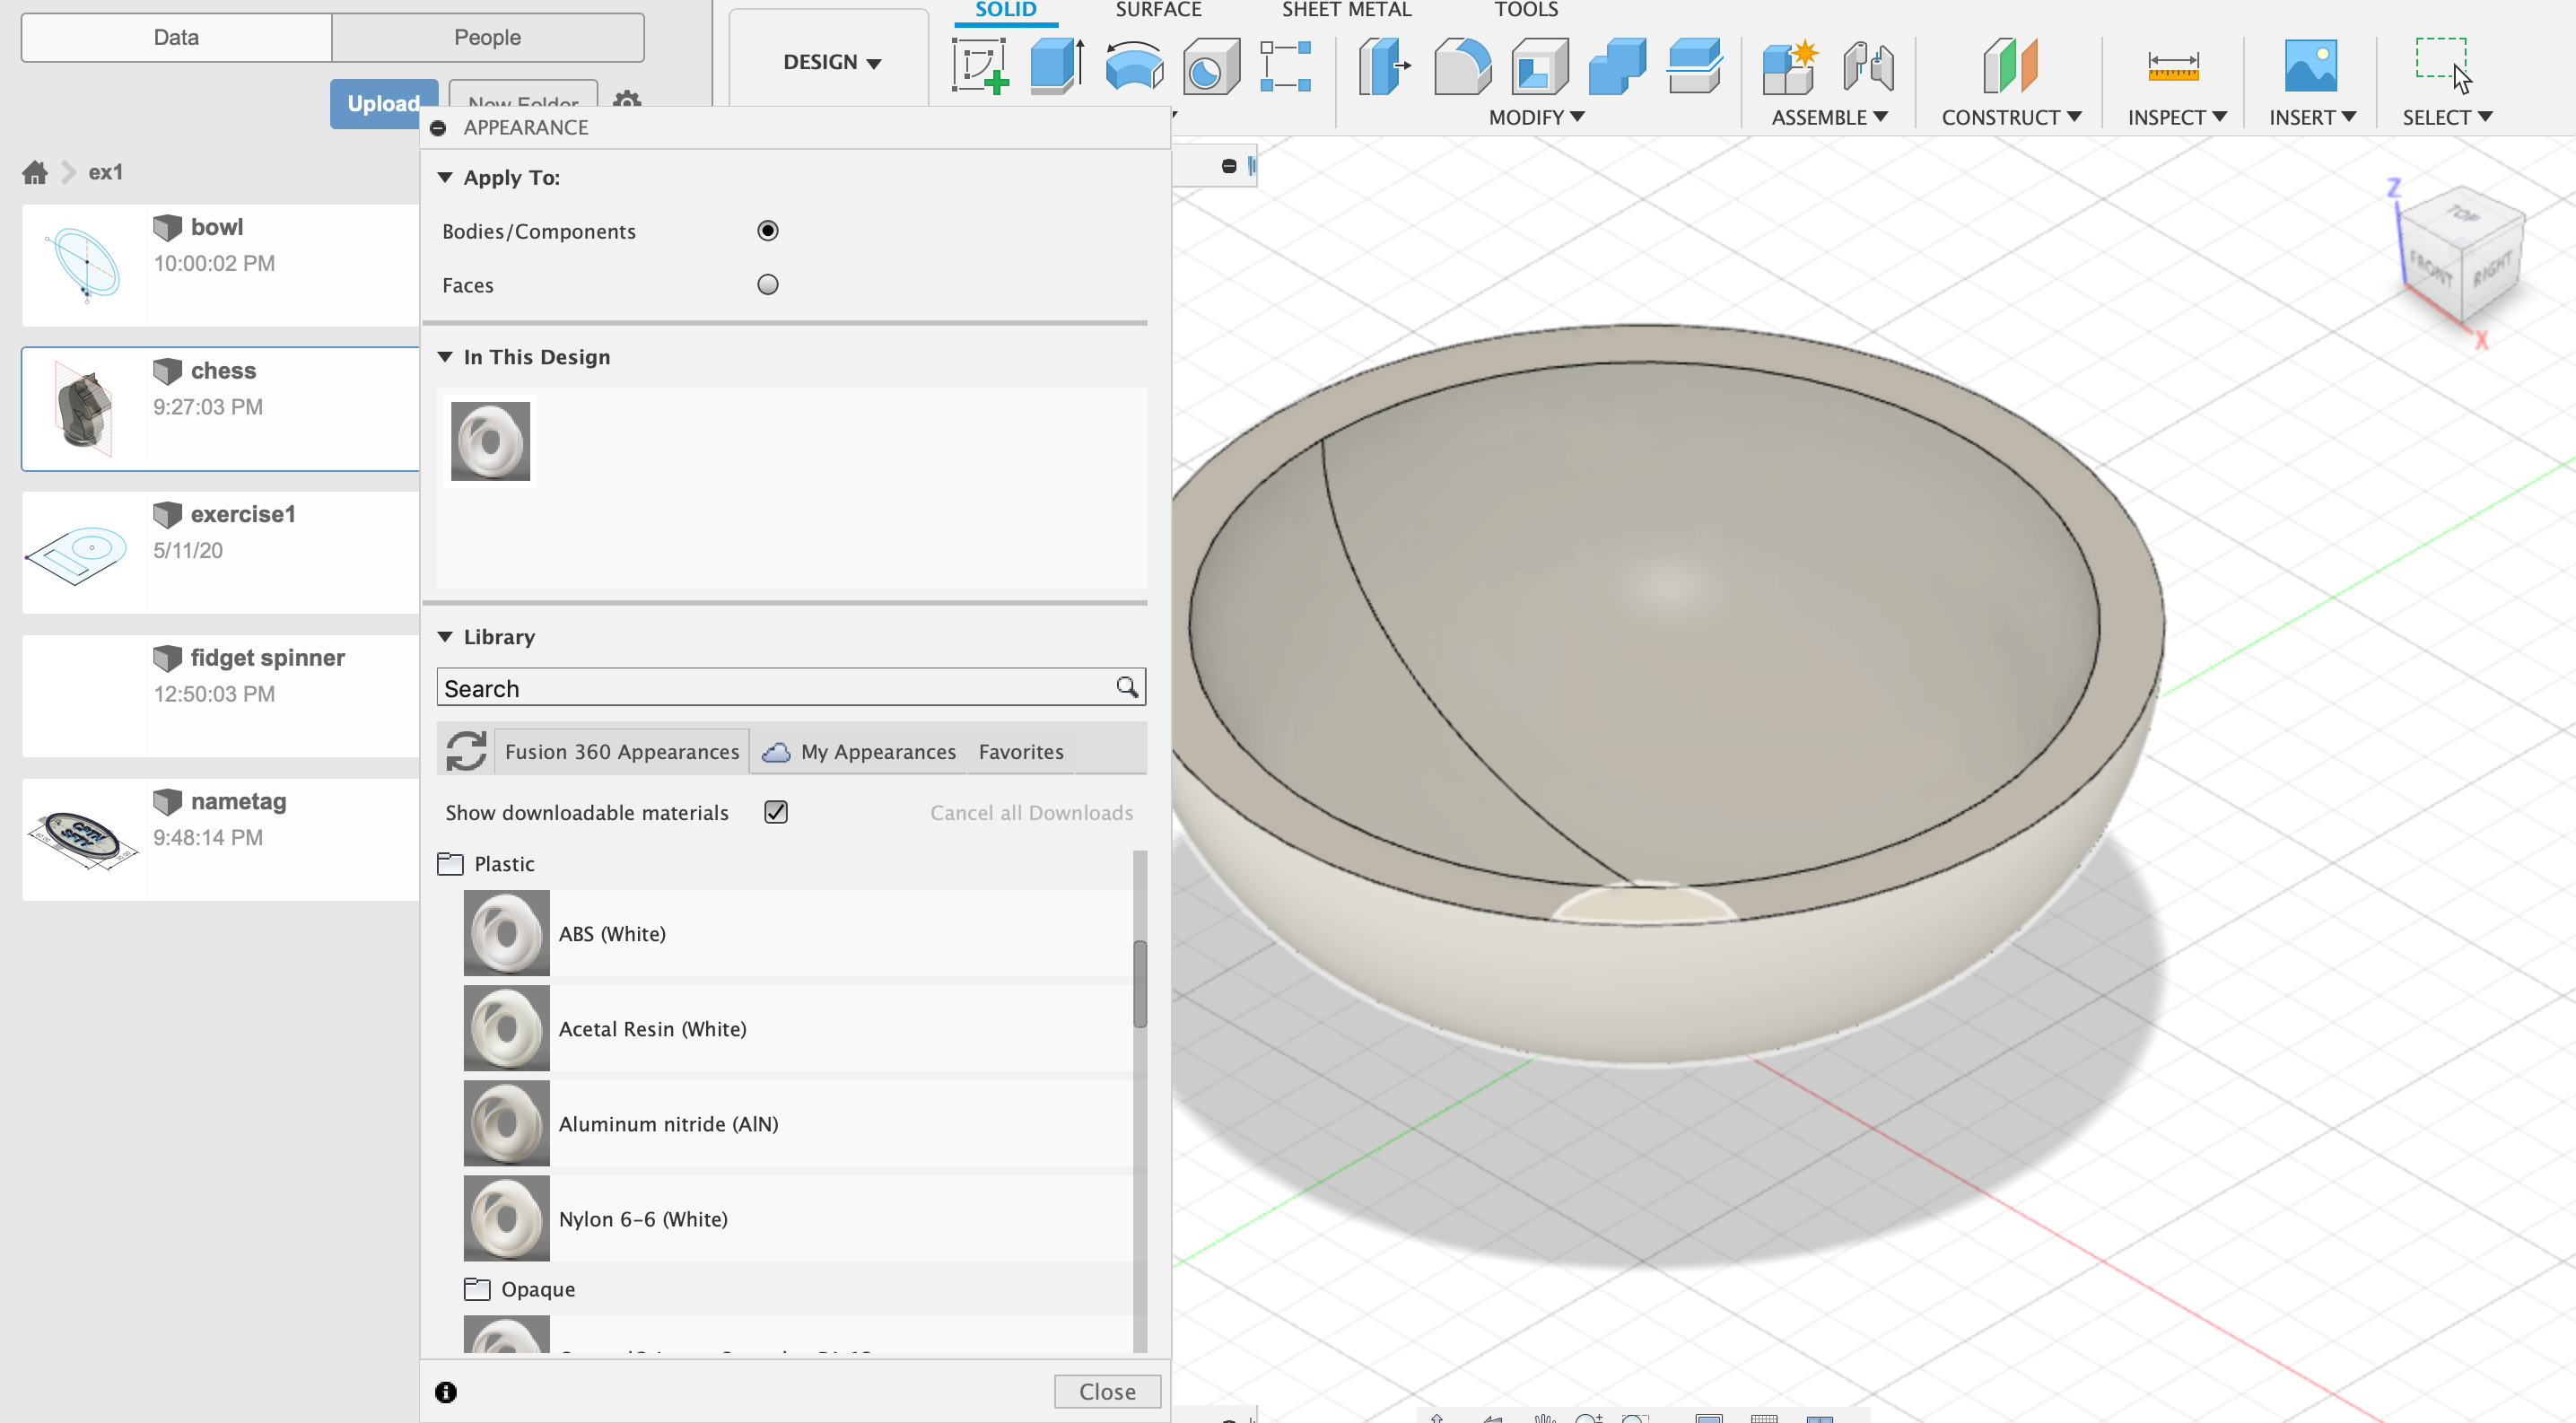 Data
People
DESIGN
SOLID
SURFACE
SHEET METAL
TOOLS
MODIFY
ASSEMBLE
CONSTRUCT
INSPECT
INSERT
SELECT
Upload
New Folder
ex1
bowl
10:00:02 PM
chess
9:27:03 PM
exercise1
5/11/20
fidget spinner
12:50:03 PM
nametag
9:48:14 PM
APPEARANCE
Apply To:
Bodies/Components
Faces
In This Design
Library
Search
Fusion 360 Appearances
My Appearances
Favorites
Show downloadable materials
Cancel all Downloads
Plastic
ABS (White)
Acetal Resin (White)
Aluminum nitride (AlN)
Nylon 6-6 (White)
Opaque
Close
Z
TOP
FRONT
RIGHT
X